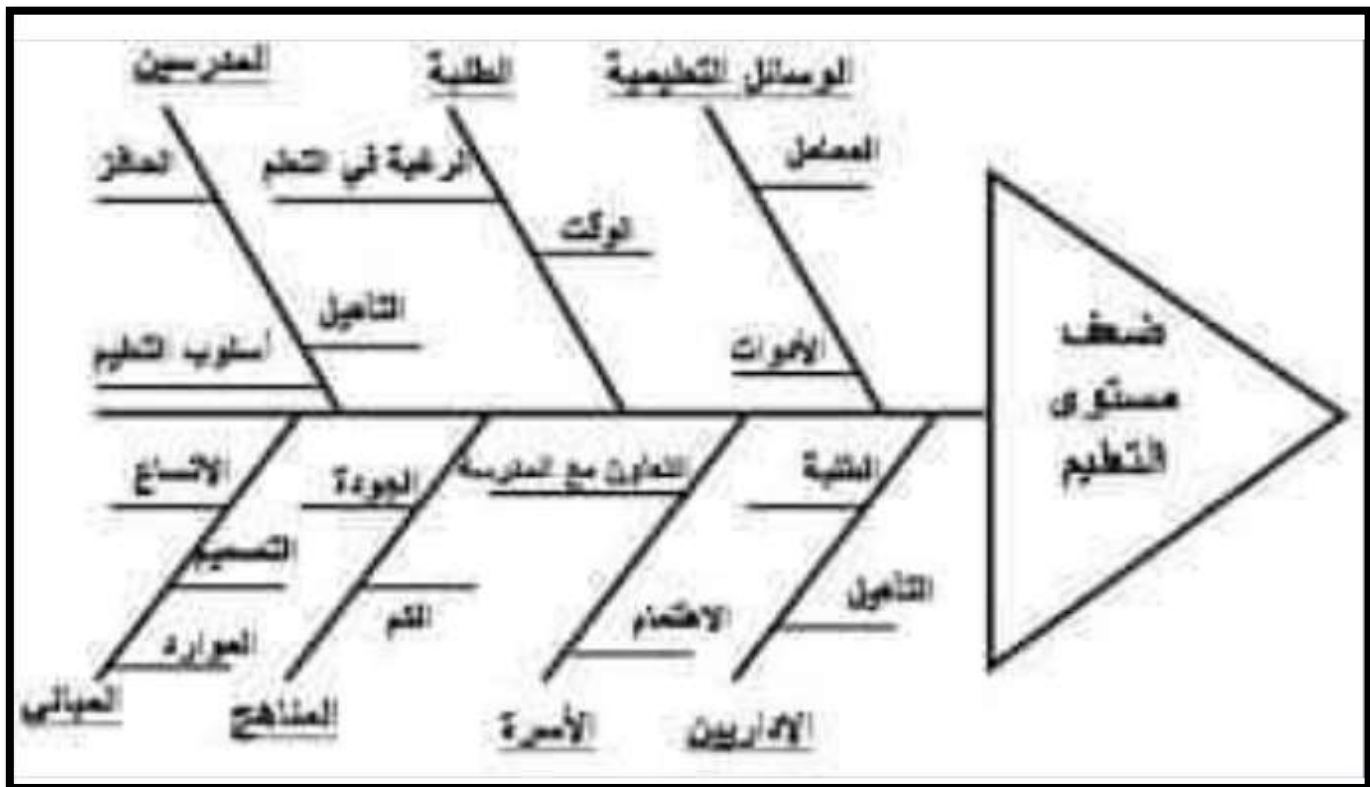 الوسائل التعليمية
الطلبة
المدرسين
المعامل
الرغبة في التعلم
الحافز
الوقت
التأهيل
الأدوات
أسلوب التعليم
ضعف
مستوى
التعليم
التعاون مع المدرسة
الجودة
الاتساع
التصميم
التأهيل
الكم
الاهتمام
الموارد
المباني
المناهج
الأسرة
الاداريين